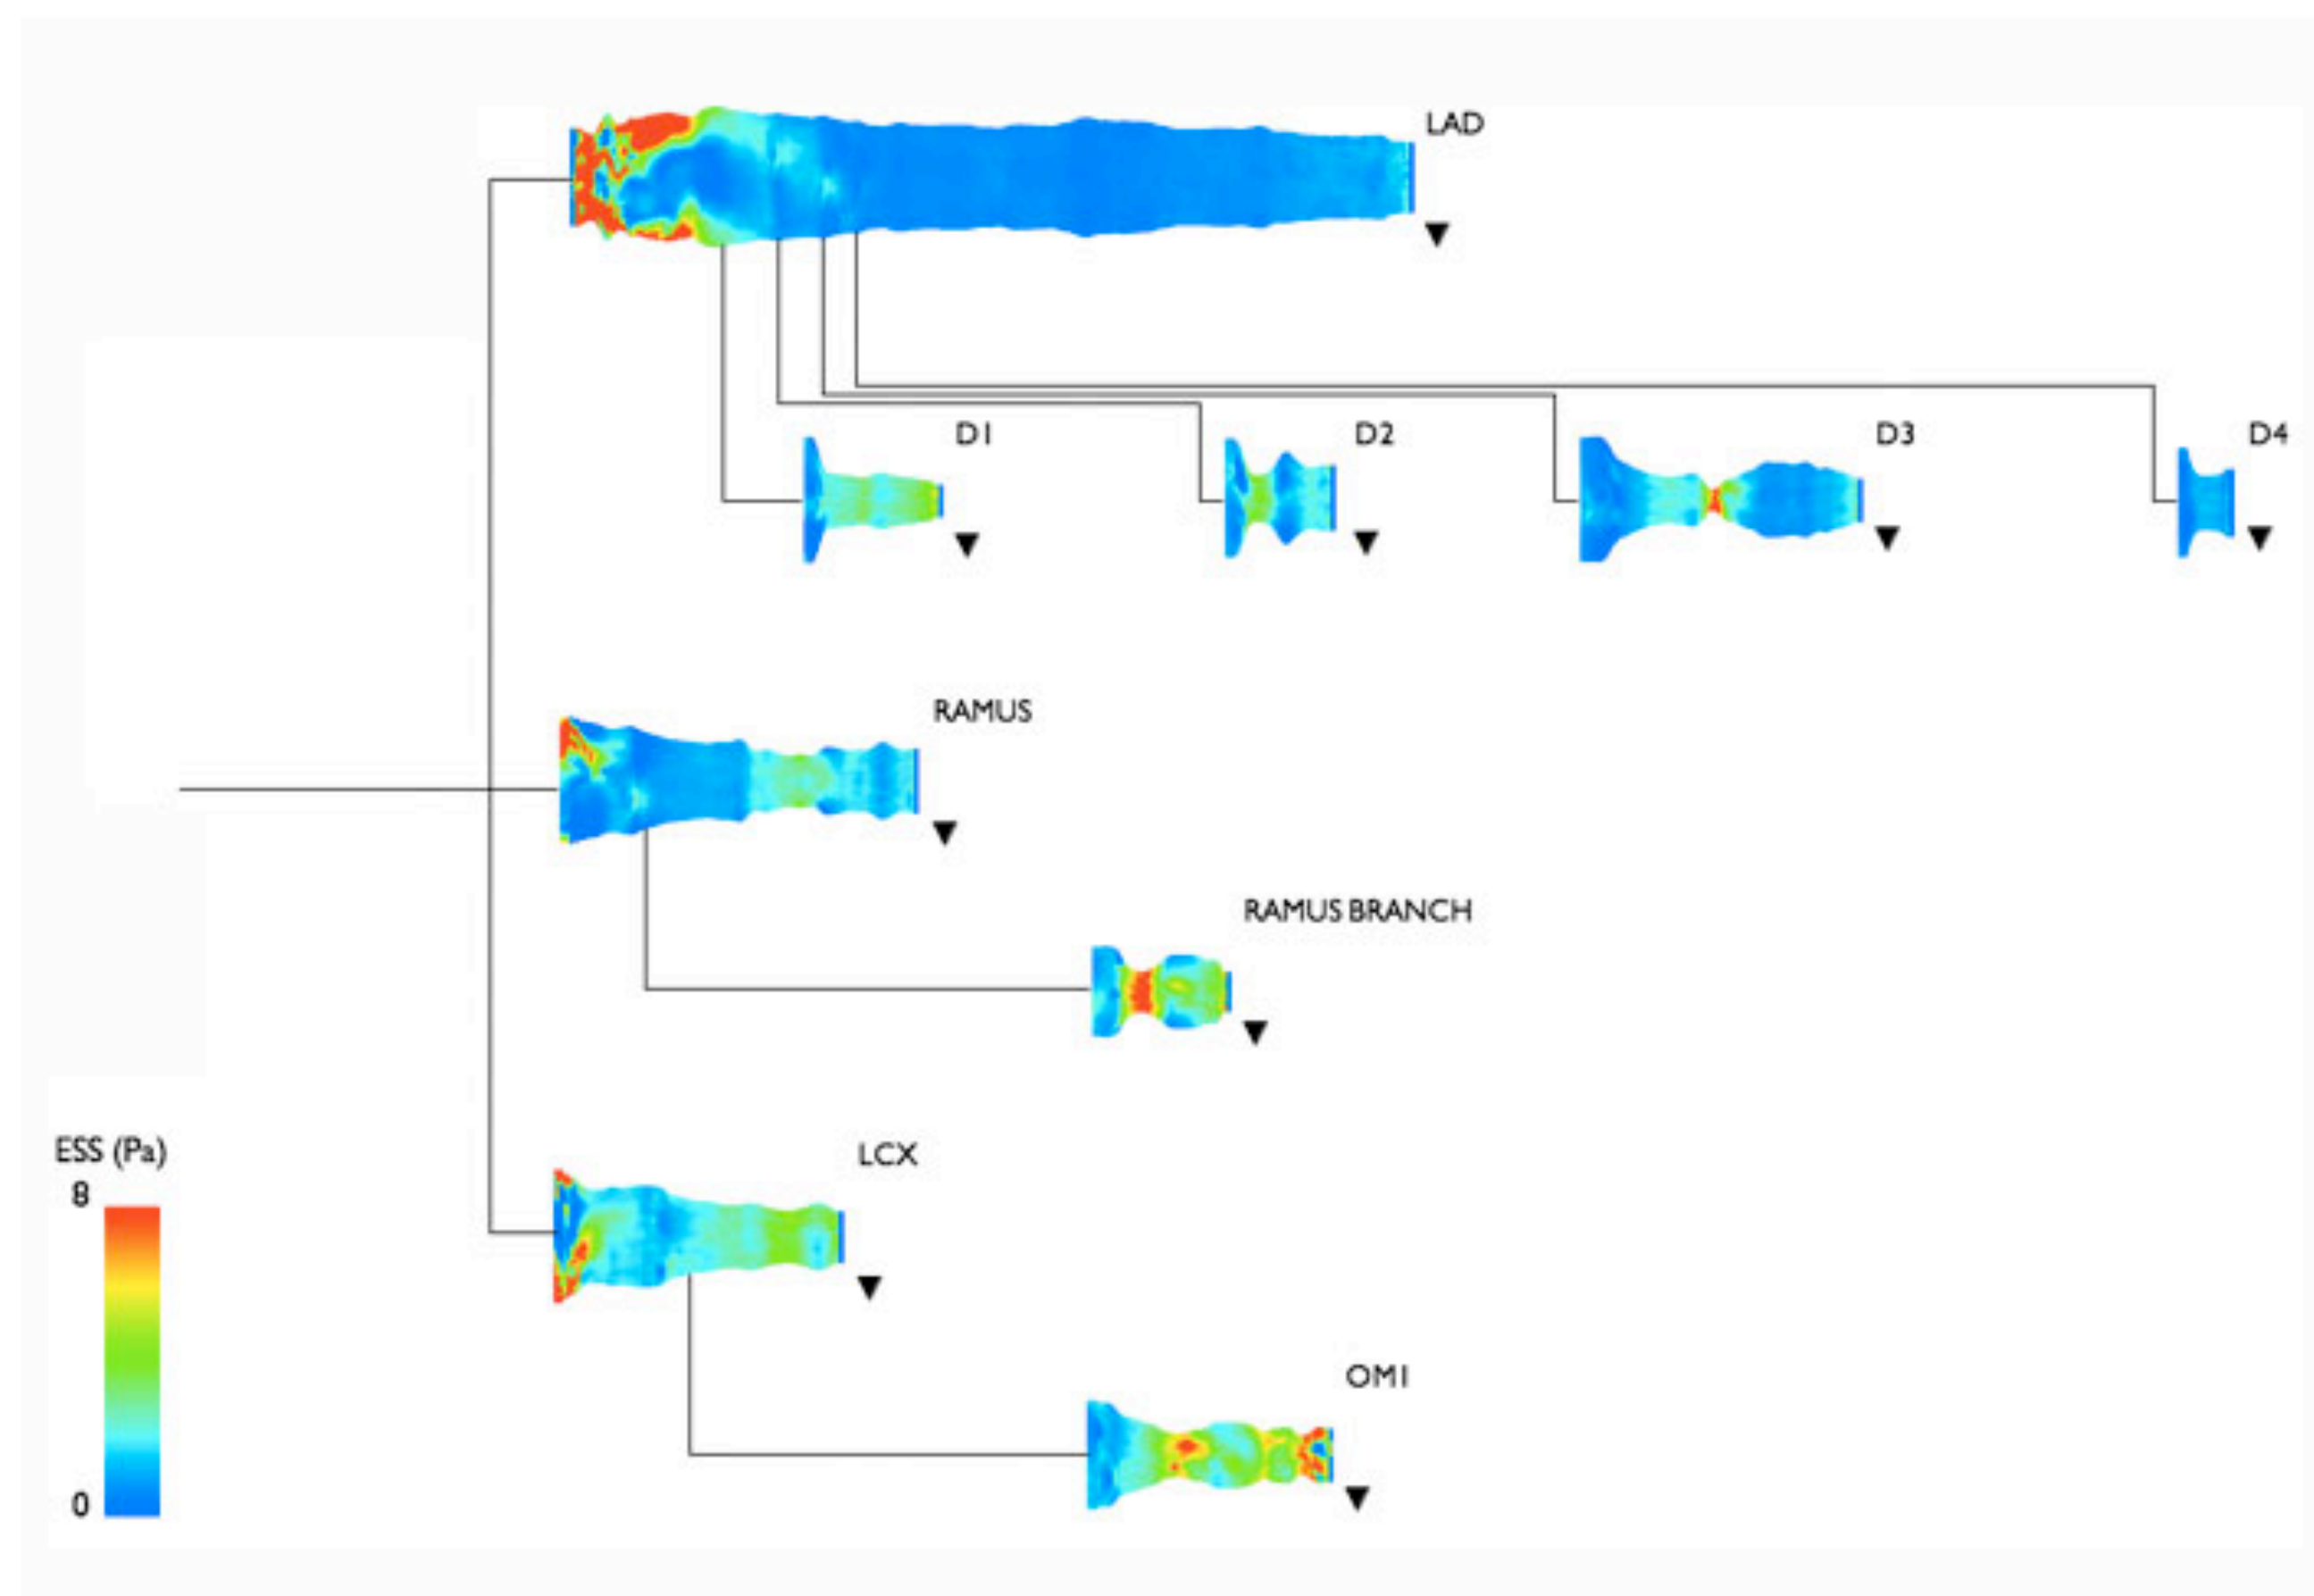 LAD
D1
D2
D3
D4
RAMUS
RAMUS BRANCH
ESS (Pa)
8
LCX
OM1
0